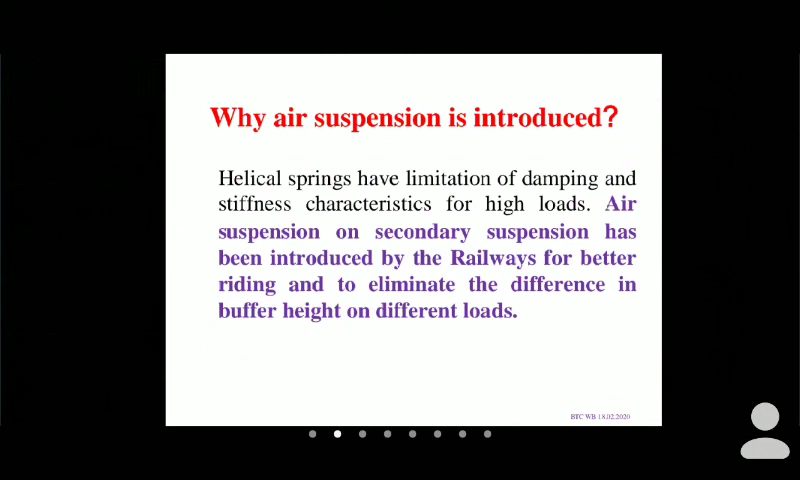 Why air suspension is introduced?
Helical springs have limitation of damping and
stiffness characteristics for high loads. Air
suspension on secondary suspension has
been introduced by the Railways for better
riding and to eliminate the difference in
buffer height on different loads.
BTC WB 18.02.2020